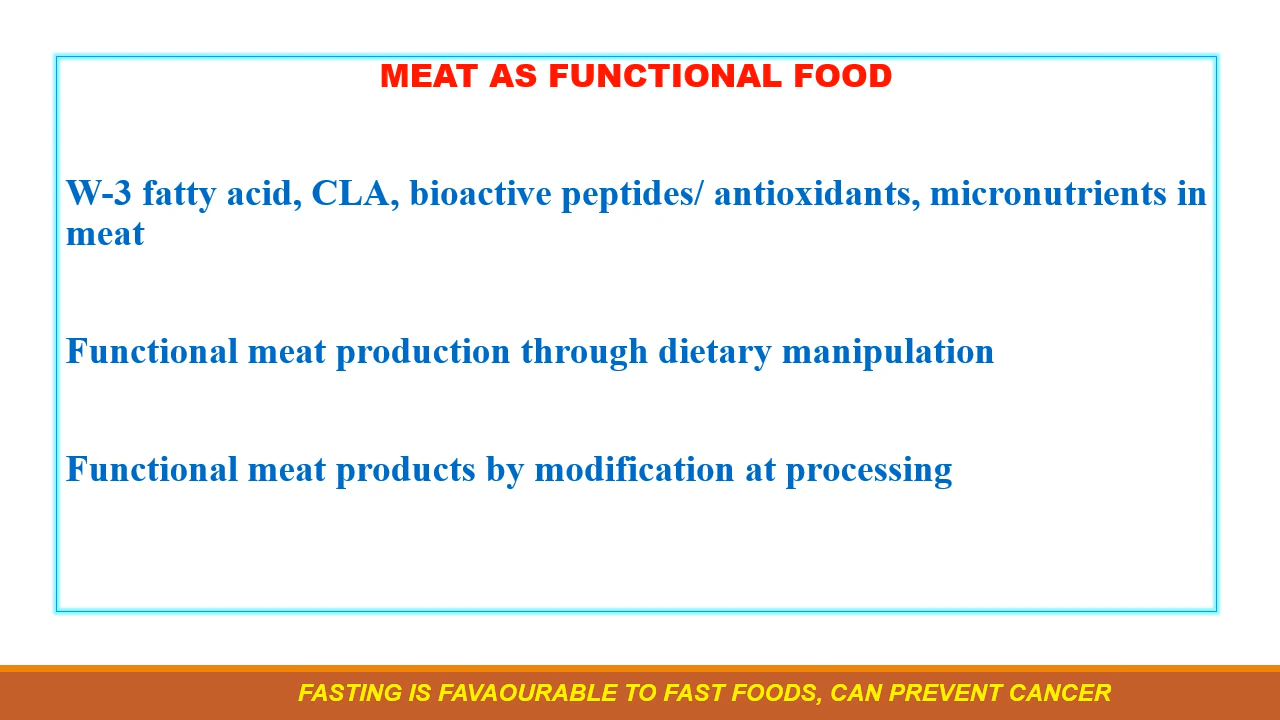 MEAT AS FUNCTIONAL FOOD
W-3 fatty acid, CLA, bioactive peptides/ antioxidants, micronutrients in
meat
Functional meat production through dietary manipulation
Functional meat products by modification at processing
FASTING IS FAVAOURABLE TO FAST FOODS, CAN PREVENT CANCER